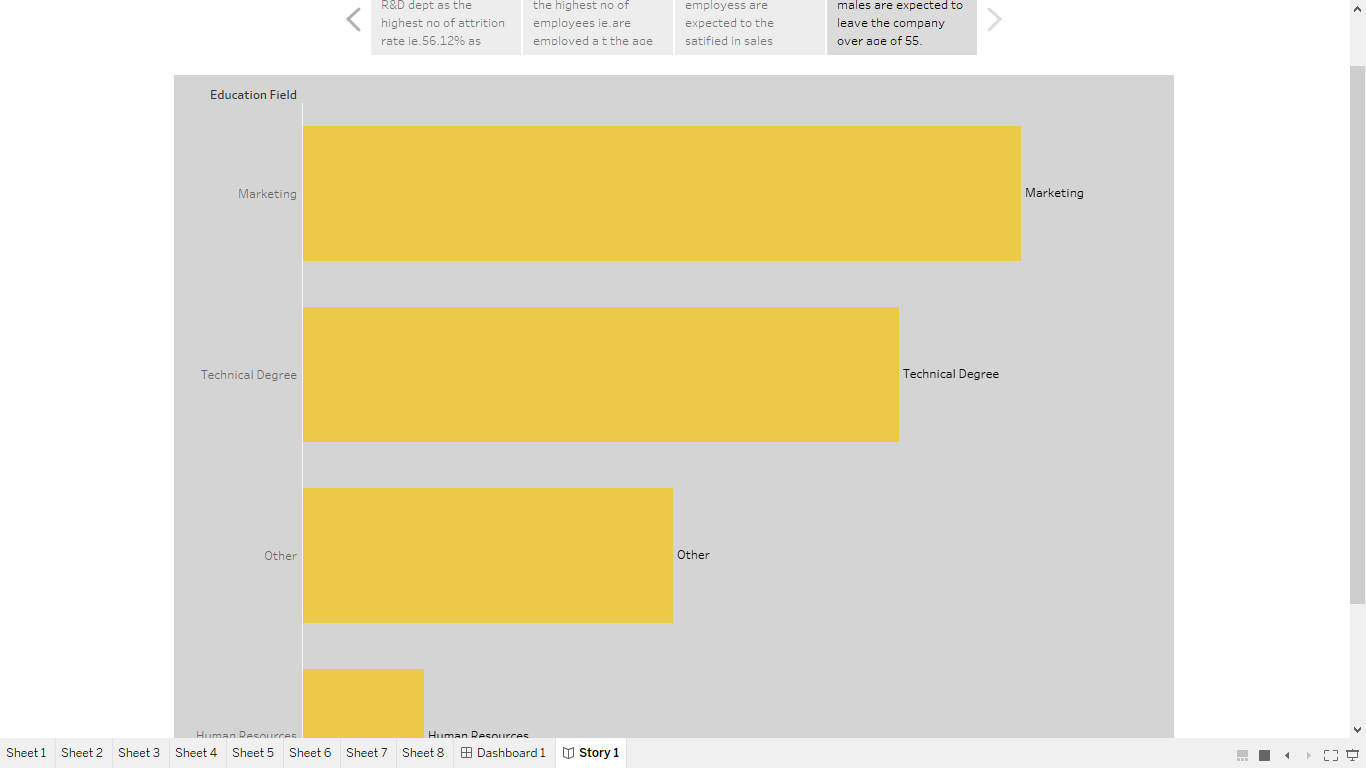 R&D dept as the
highest no of attrition
rate ie.56.12% as
the highest no of
employees ie.are
employed a t the age
employess are
expected to the
satified in sales
males are expected to
leave the company
over age of 55.
Education Field
Marketing
Marketing
Technical Degree
Technical Degree
Other
Other
Human Resources
Human Resources
Sheet 1 Sheet 2 Sheet 3 Sheet 4 Sheet 5 Sheet 6 Sheet 7 Sheet 8 Dashboard 1 Story 1